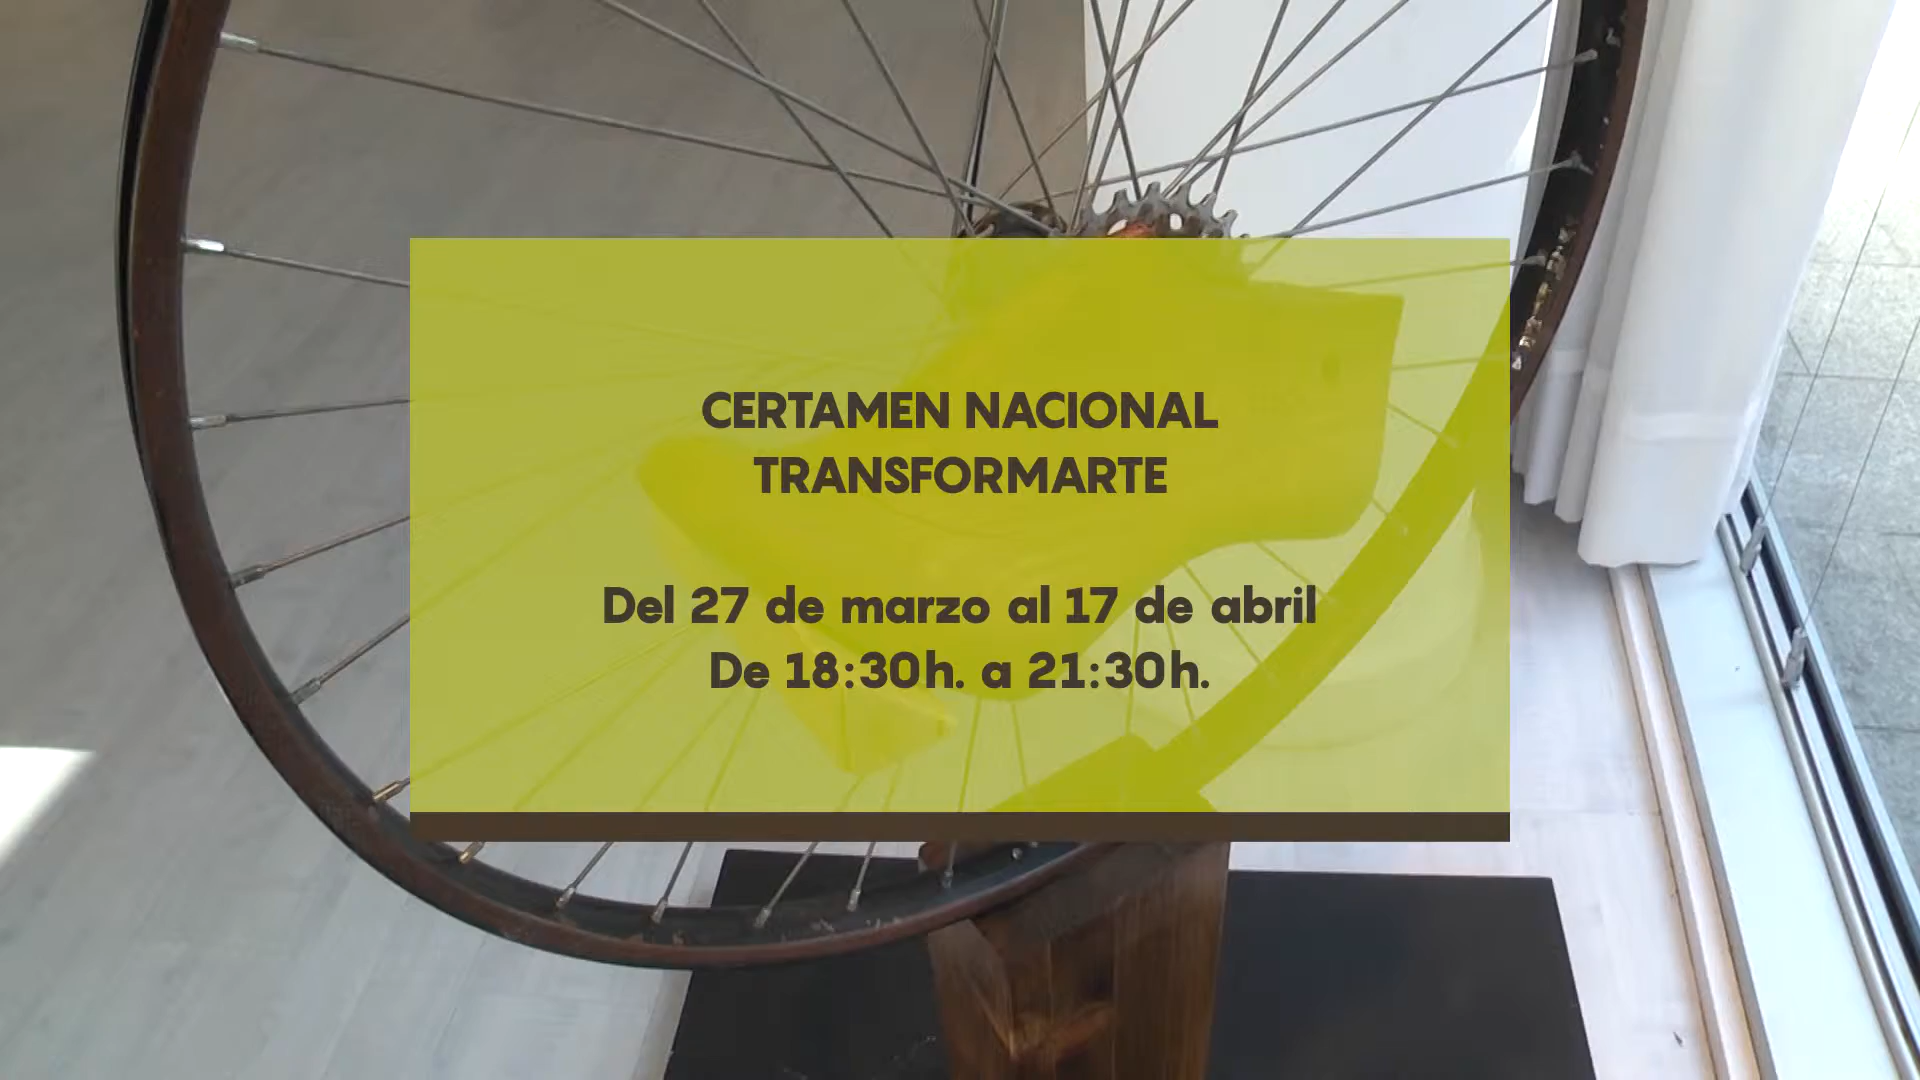 CERTAMEN NACIONAL
TRANSFORMARTE
Del 27 de marzo al 17 de abril
De 18:30h. a 21:30h.